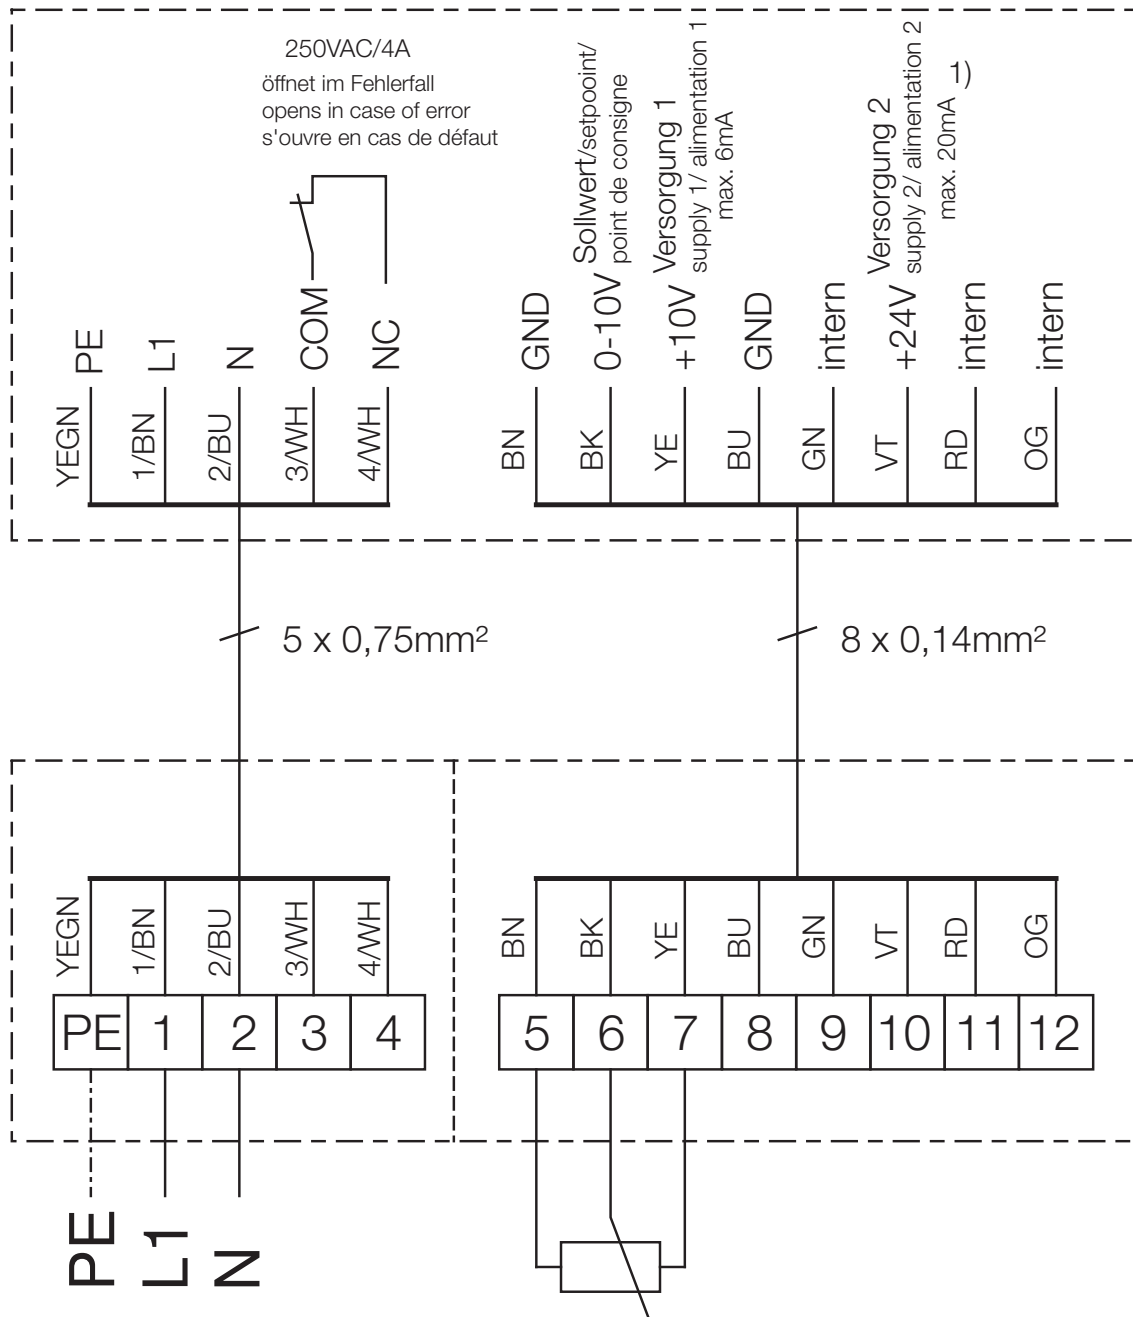 250VAC/4A
öffnet im Fehlerfall
opens in case of error
s'ouvre en cas de défaut
Sollwert/setpooint/
point de consigne
Versorgung 1
supply 1/ alimentation 1
max. 6mA
Versorgung 2
supply 2/ alimentation 2
max. 20mA 1)
PE
L1
N
COM
NC
GND
0-10V
+10V
GND
intern
+24V
intern
intern
YEGN
1/BN
2/BU
3/WH
4/WH
BN
BK
YE
BU
GN
VT
RD
OG
5 x 0,75mm²
8 x 0,14mm²
YEGN
1/BN
2/BU
3/WH
4/WH
BN
BK
YE
BU
GN
VT
RD
OG
PE 1 2 3 4
5 6 7 8 9 10 11 12
PE
L1
N